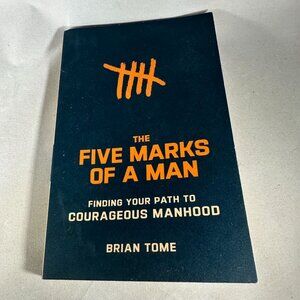 THE
FIVE MARKS
OF A MAN
FINDING YOUR PATH TO
COURAGEOUS MANHOOD
BRIAN TOME